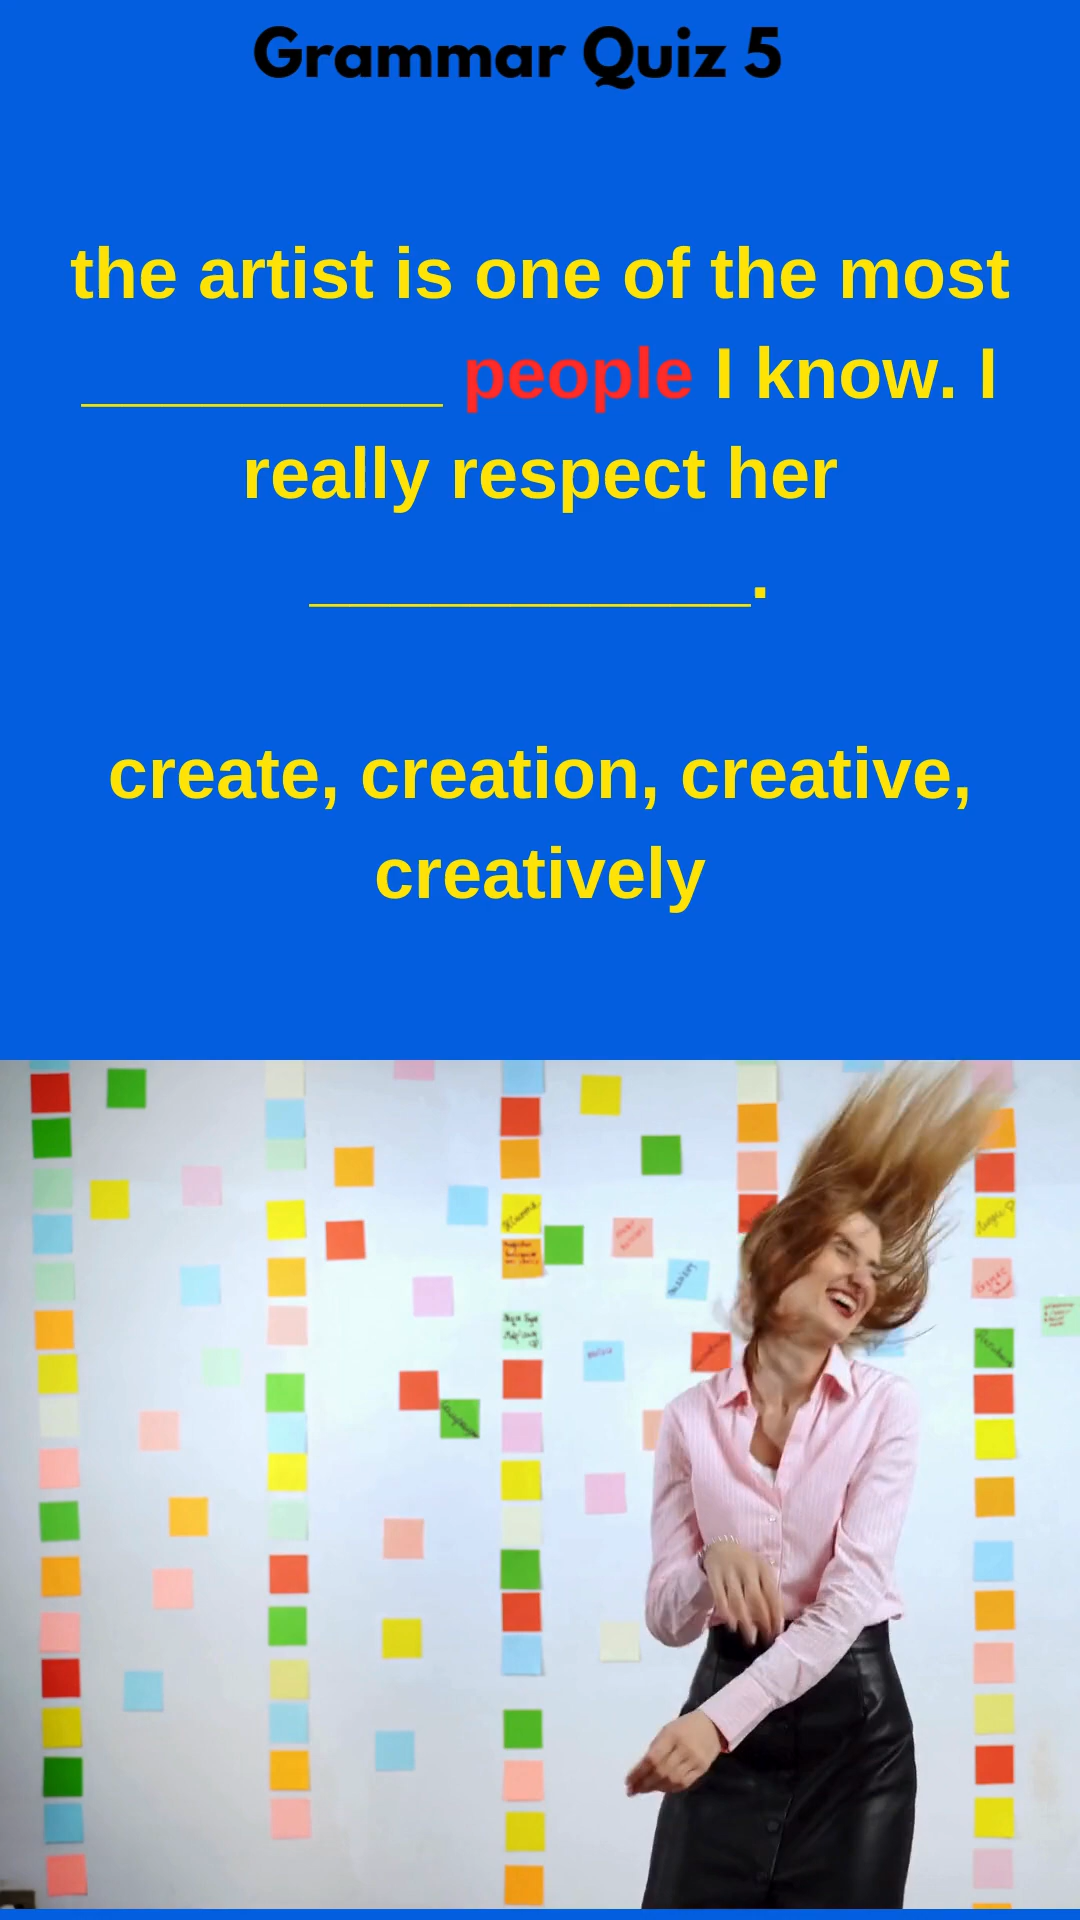 Grammar Quiz 5
the artist is one of the most
__________ people I know. I
really respect her
____________.
create, creation, creative,
creatively